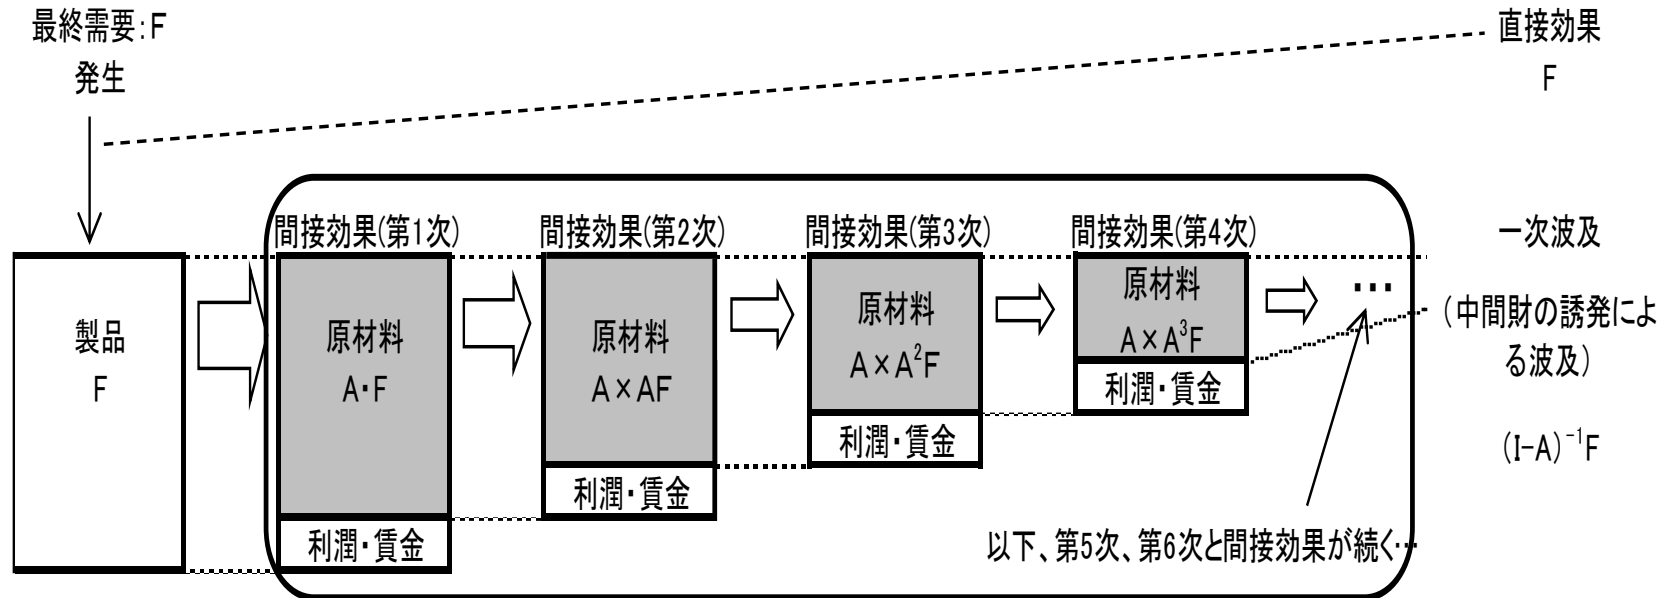 最終需要:F
発生
直接効果
F
間接効果(第1次)
間接効果(第2次)
間接効果(第3次)
間接効果(第4次)
一次波及
製品
F
原材料
A・F
利潤・賃金
原材料
A×AF
利潤・賃金
原材料
A×A²F
利潤・賃金
原材料
A×A³F
利潤・賃金
…
(中間財の誘発によ
る波及)
(I-A)⁻¹F
以下、第5次、第6次と間接効果が続く…